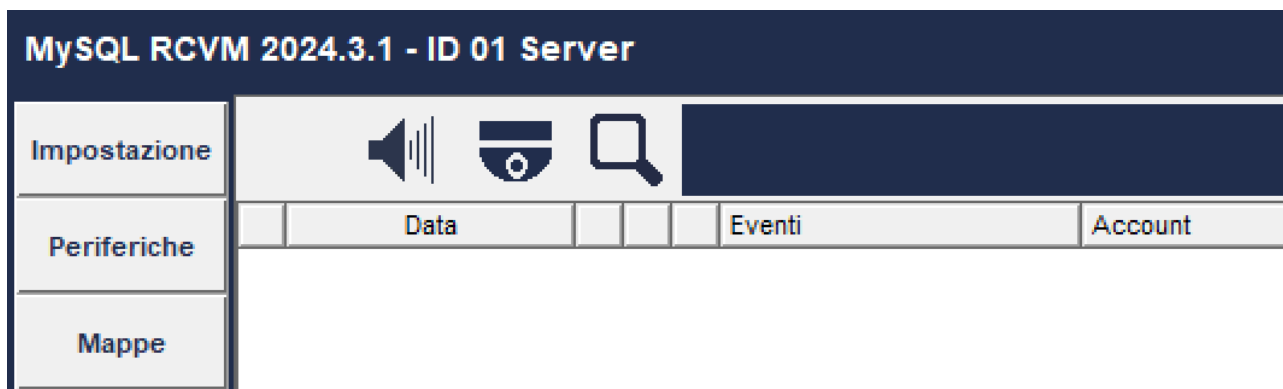 MySQL RCVM 2024.3.1 - ID 01 Server
Impostazione
Data Eventi Account
Periferiche
Mappe